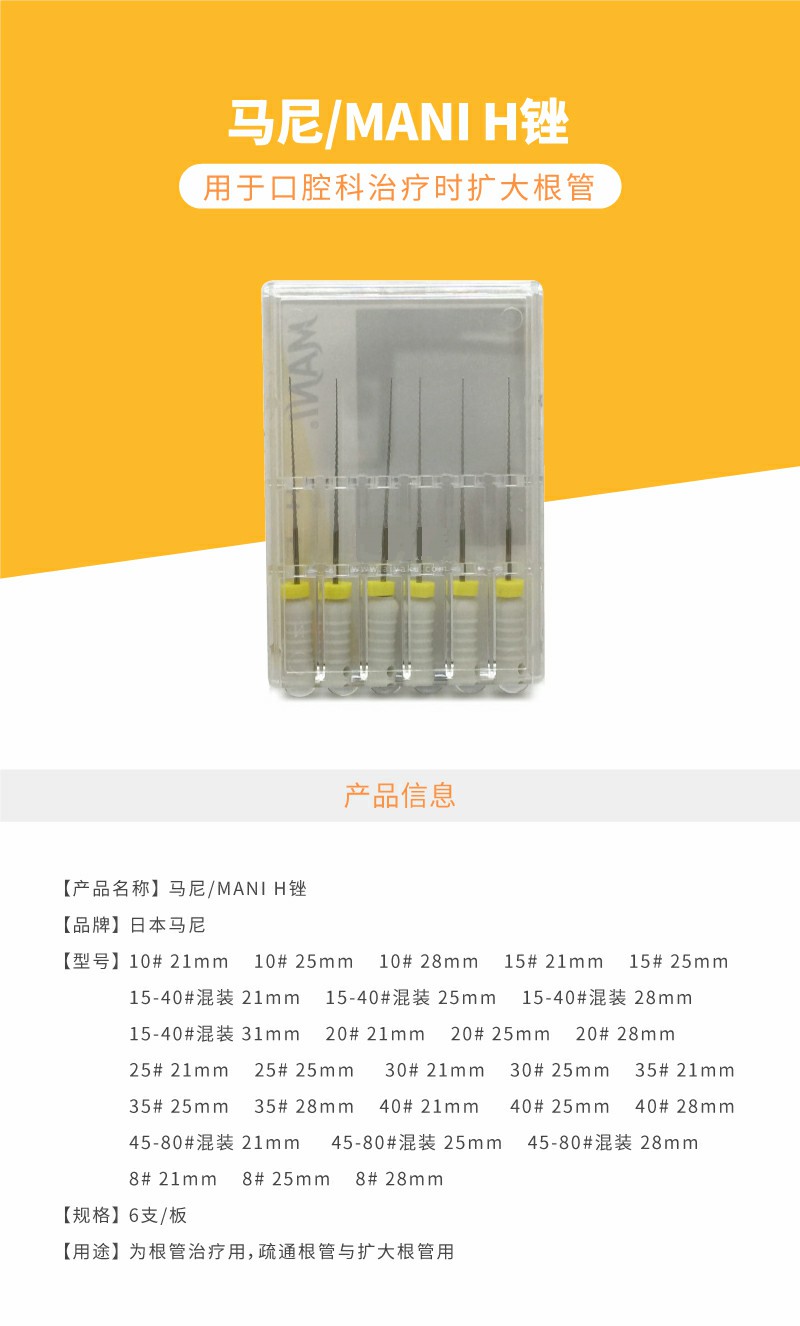 马尼/MANI H锉
用于口腔科治疗时扩大根管
MANI.
产品信息
【产品名称】马尼/MANI H锉
【品牌】日本马尼
【型号】10# 21mm 10# 25mm 10# 28mm 15# 21mm 15# 25mm
15-40#混装 21mm 15-40#混装 25mm 15-40#混装 28mm
15-40#混装 31mm 20# 21mm 20# 25mm 20# 28mm
25# 21mm 25# 25mm 30# 21mm 30# 25mm 35# 21mm
35# 25mm 35# 28mm 40# 21mm 40# 25mm 40# 28mm
45-80#混装 21mm 45-80#混装 25mm 45-80#混装 28mm
8# 21mm 8# 25mm 8# 28mm
【规格】6支/板
【用途】为根管治疗用,疏通根管与扩大根管用